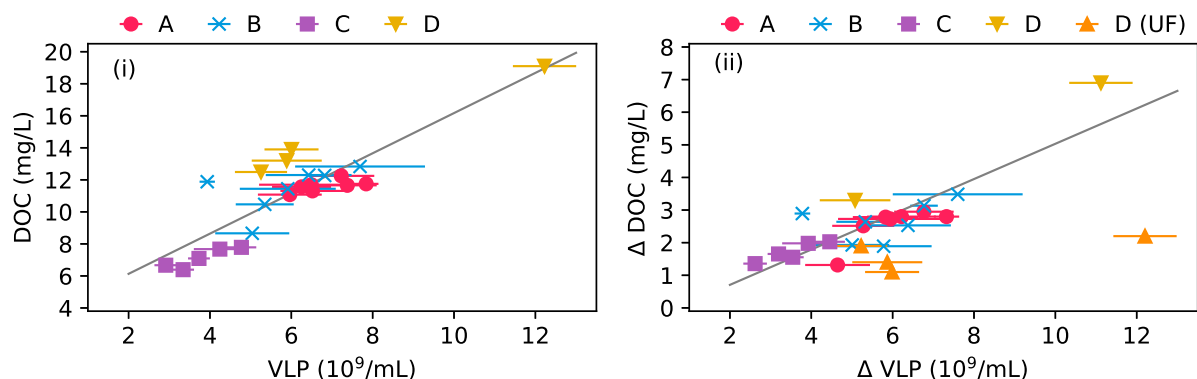 A B C D
(i)
20
18
16
14
12
10
8
6
4
DOC (mg/L)
2 4 6 8 10 12
VLP (10⁹/mL)
A B C D D (UF)
(ii)
8
7
6
5
4
3
2
1
0
Δ DOC (mg/L)
2 4 6 8 10 12
Δ VLP (10⁹/mL)